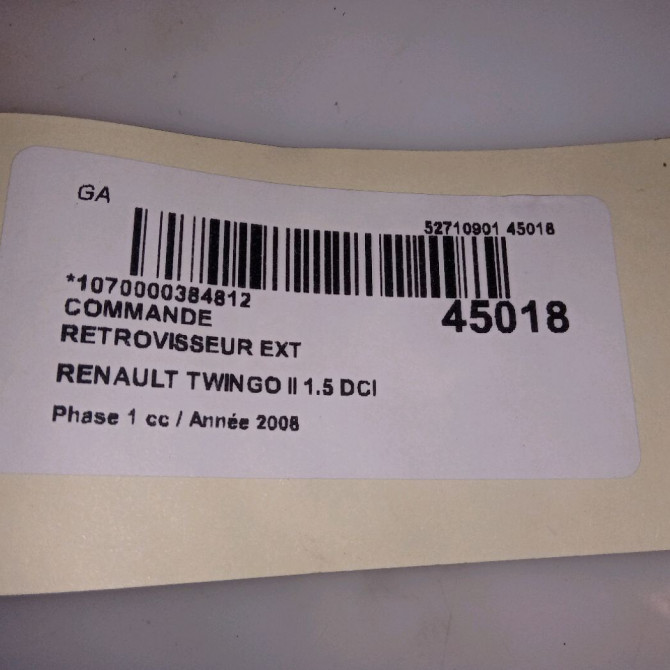 GA
52710901 45018
*1070000384812
45018
COMMANDE
RETROVISSEUR EXT
RENAULT TWINGO II 1.5 DCI
Phase 1 cc / Année 2008